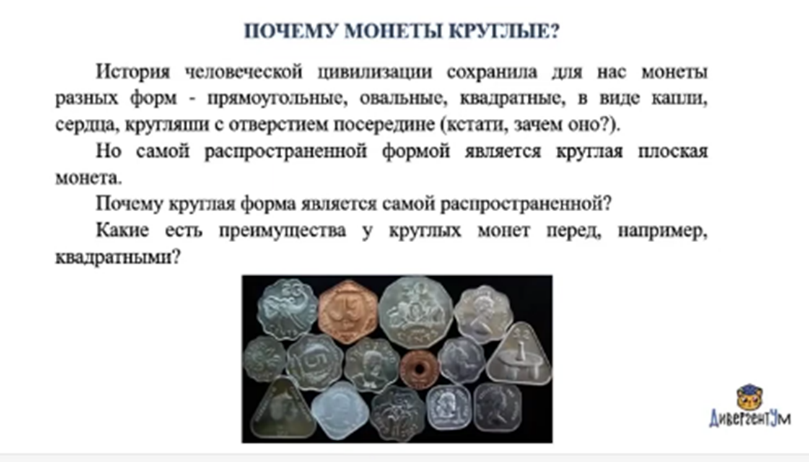 ПОЧЕМУ МОНЕТЫ КРУГЛЫЕ?
История человеческой цивилизации сохранила для нас монеты
разных форм - прямоугольные, овальные, квадратные, в виде капли,
сердца, кругляши с отверстием посередине (кстати, зачем оно?).
Но самой распространенной формой является круглая плоская
монета.
Почему круглая форма является самой распространенной?
Какие есть преимущества у круглых монет перед, например,
квадратными?
ДивергентУм